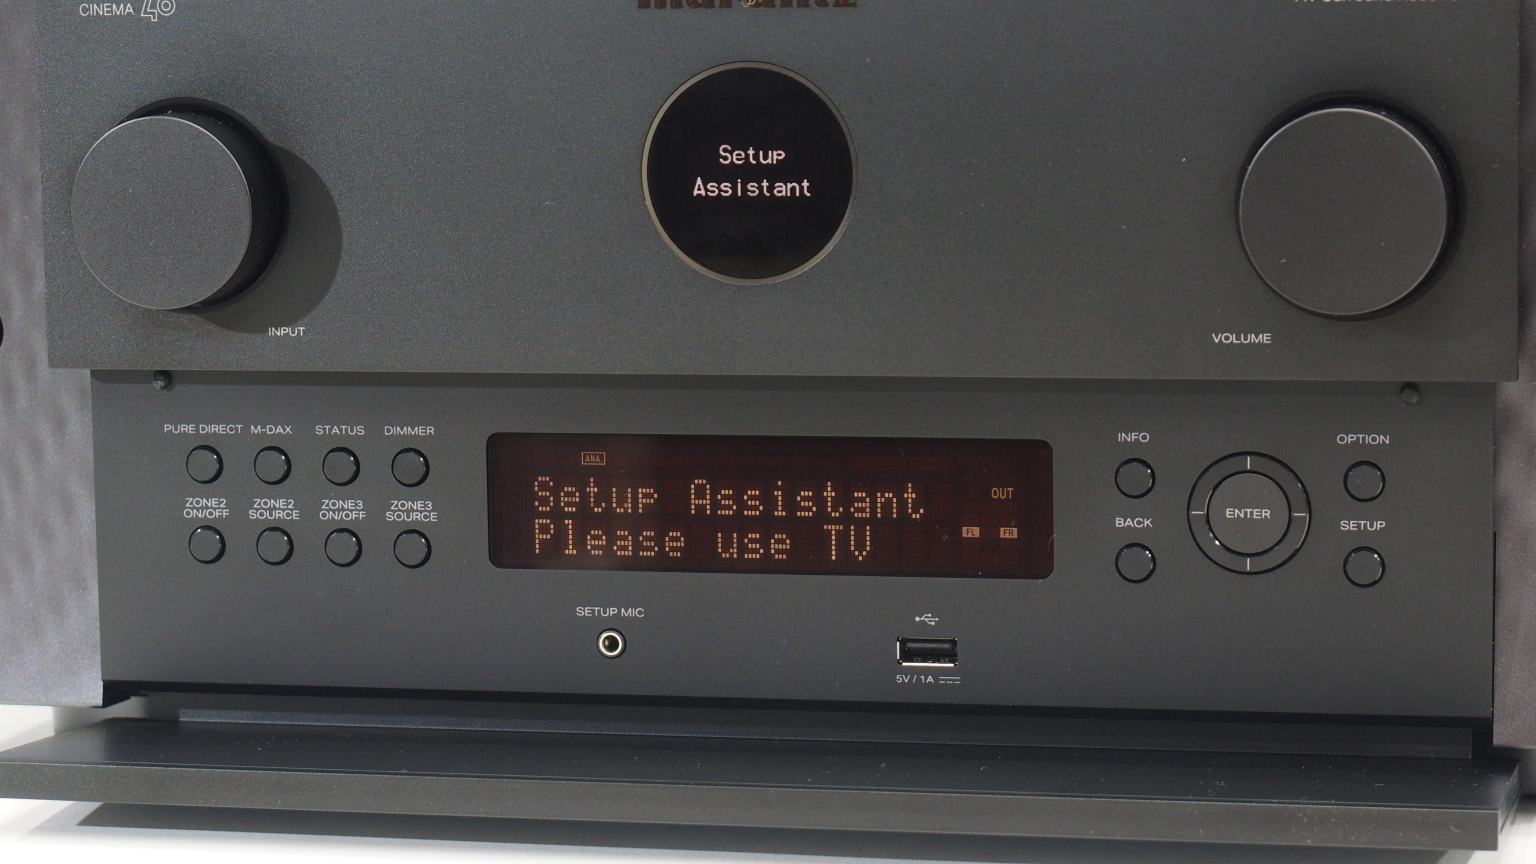 CINEMA 40
marantz
Setup
Assistant
INPUT
VOLUME
PURE DIRECT M-DAX STATUS DIMMER
ZONE2 ON/OFF
ZONE2 SOURCE
ZONE3 ON/OFF
ZONE3 SOURCE
ANA.
Setup Assistant
OUT
Please use TV
FL FR
INFO
OPTION
BACK
ENTER
SETUP
SETUP MIC
5V / 1A